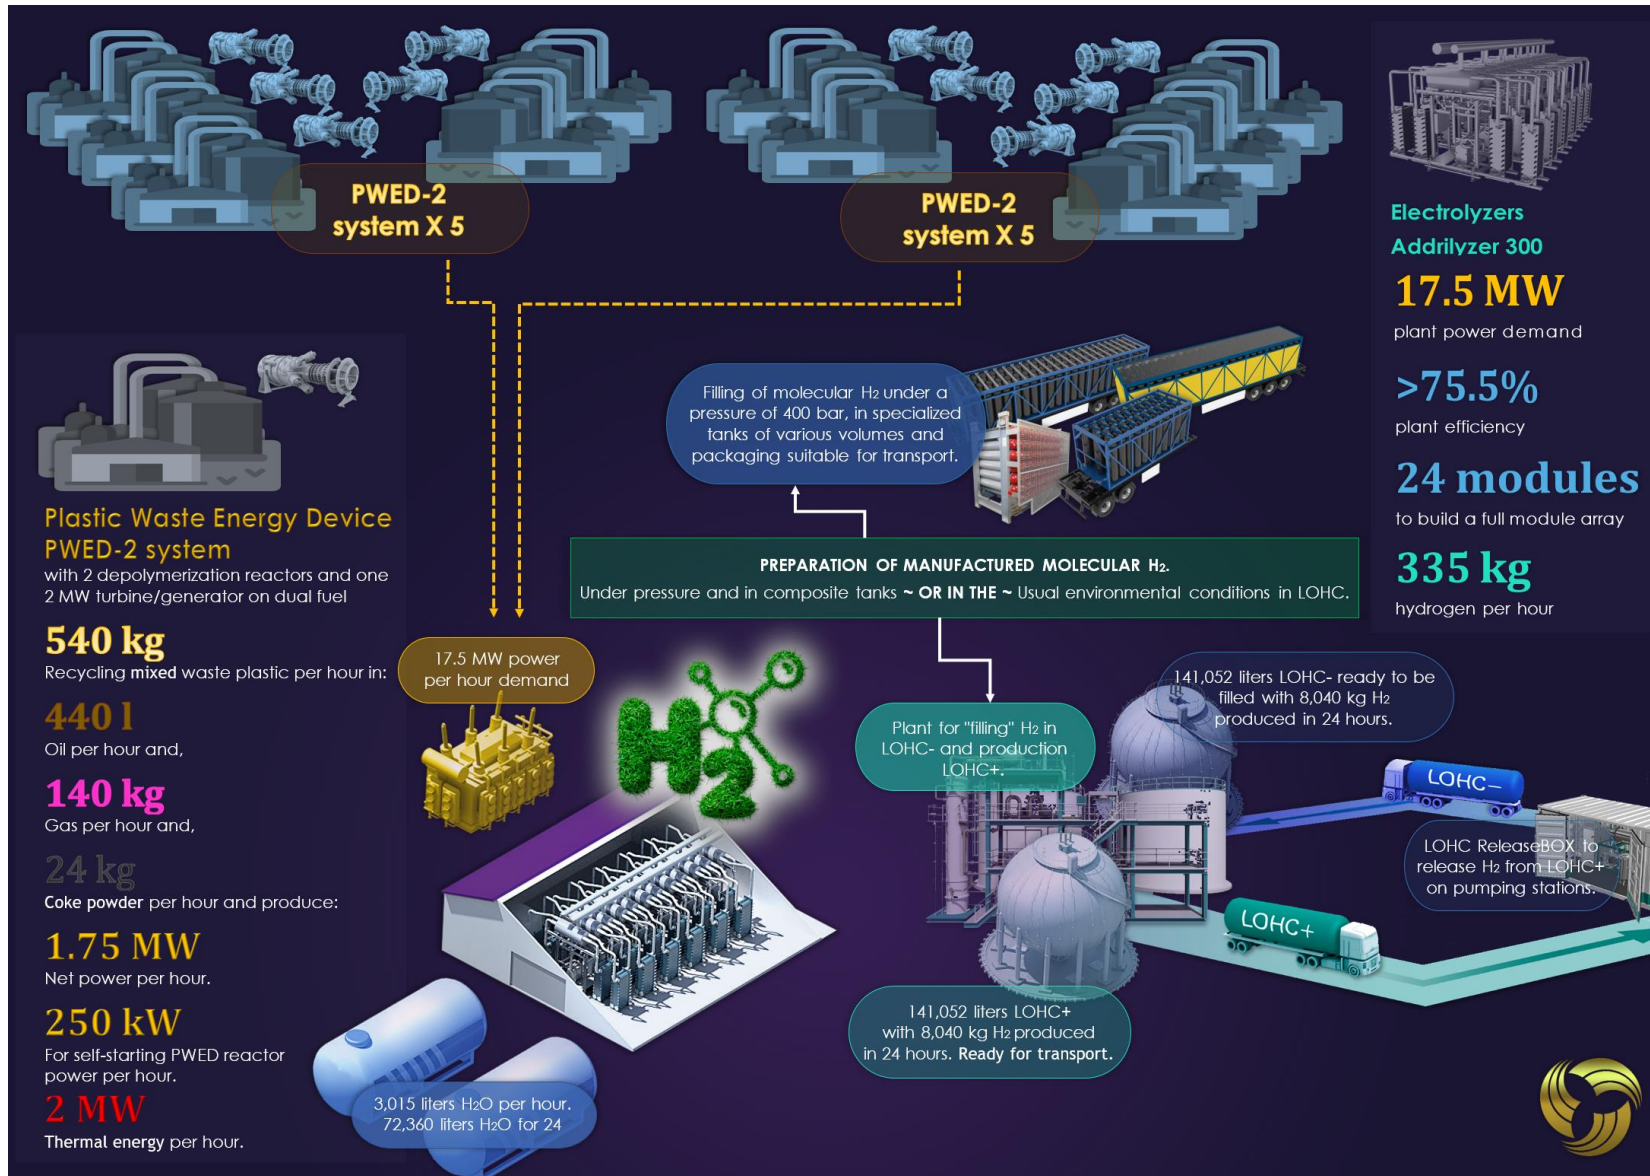 PWED-2
system X 5
PWED-2
system X 5
Electrolyzers
Addrilyzer 300
17.5 MW
plant power demand
>75.5%
plant efficiency
24 modules
to build a full module array
335 kg
hydrogen per hour
Plastic Waste Energy Device
PWED-2 system
with 2 depolymerization reactors and one
2 MW turbine/generator on dual fuel
540 kg
Recycling mixed waste plastic per hour in:
440 l
Oil per hour and,
140 kg
Gas per hour and,
24 kg
Coke powder per hour and produce:
1.75 MW
Net power per hour.
250 kW
For self-starting PWED reactor
power per hour.
2 MW
Thermal energy per hour.
Filling of molecular H₂ under a
pressure of 400 bar, in specialized
tanks of various volumes and
packaging suitable for transport.
PREPARATION OF MANUFACTURED MOLECULAR H₂.
Under pressure and in composite tanks ~ OR IN THE ~ Usual environmental conditions in LOHC.
17.5 MW power
per hour demand
H2
Plant for "filling" H₂ in
LOHC- and production
LOHC+.
141,052 liters LOHC- ready to be
filled with 8,040 kg H₂
produced in 24 hours.
LOHC−
LOHC ReleaseBOX to
release H₂ from LOHC+
on pumping stations.
LOHC+
141,052 liters LOHC+
with 8,040 kg H₂ produced
in 24 hours. Ready for transport.
3,015 liters H₂O per hour.
72,360 liters H₂O for 24